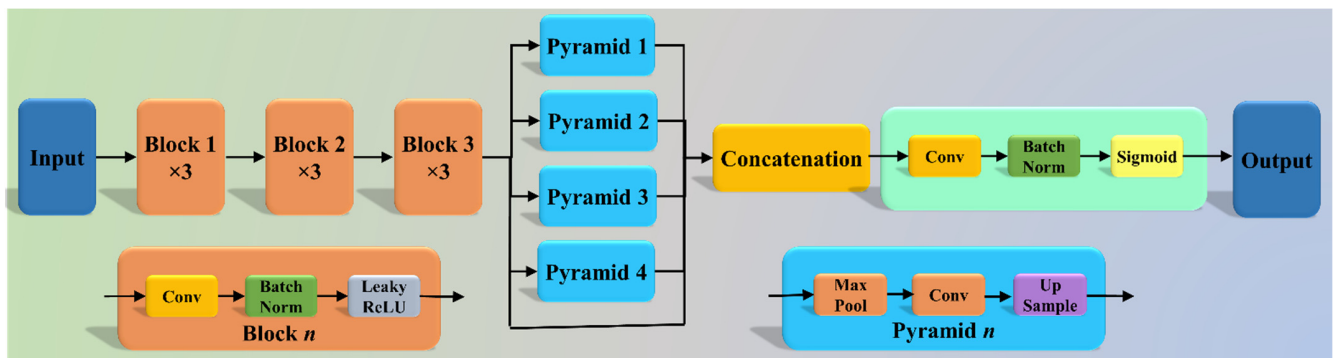 Input
Block 1
×3
Block 2
×3
Block 3
×3
Pyramid 1
Pyramid 2
Pyramid 3
Pyramid 4
Concatenation
Conv
Batch
Norm
Sigmoid
Output
Conv
Batch
Norm
Leaky
ReLU
Block n
Max
Pool
Conv
Up
Sample
Pyramid n